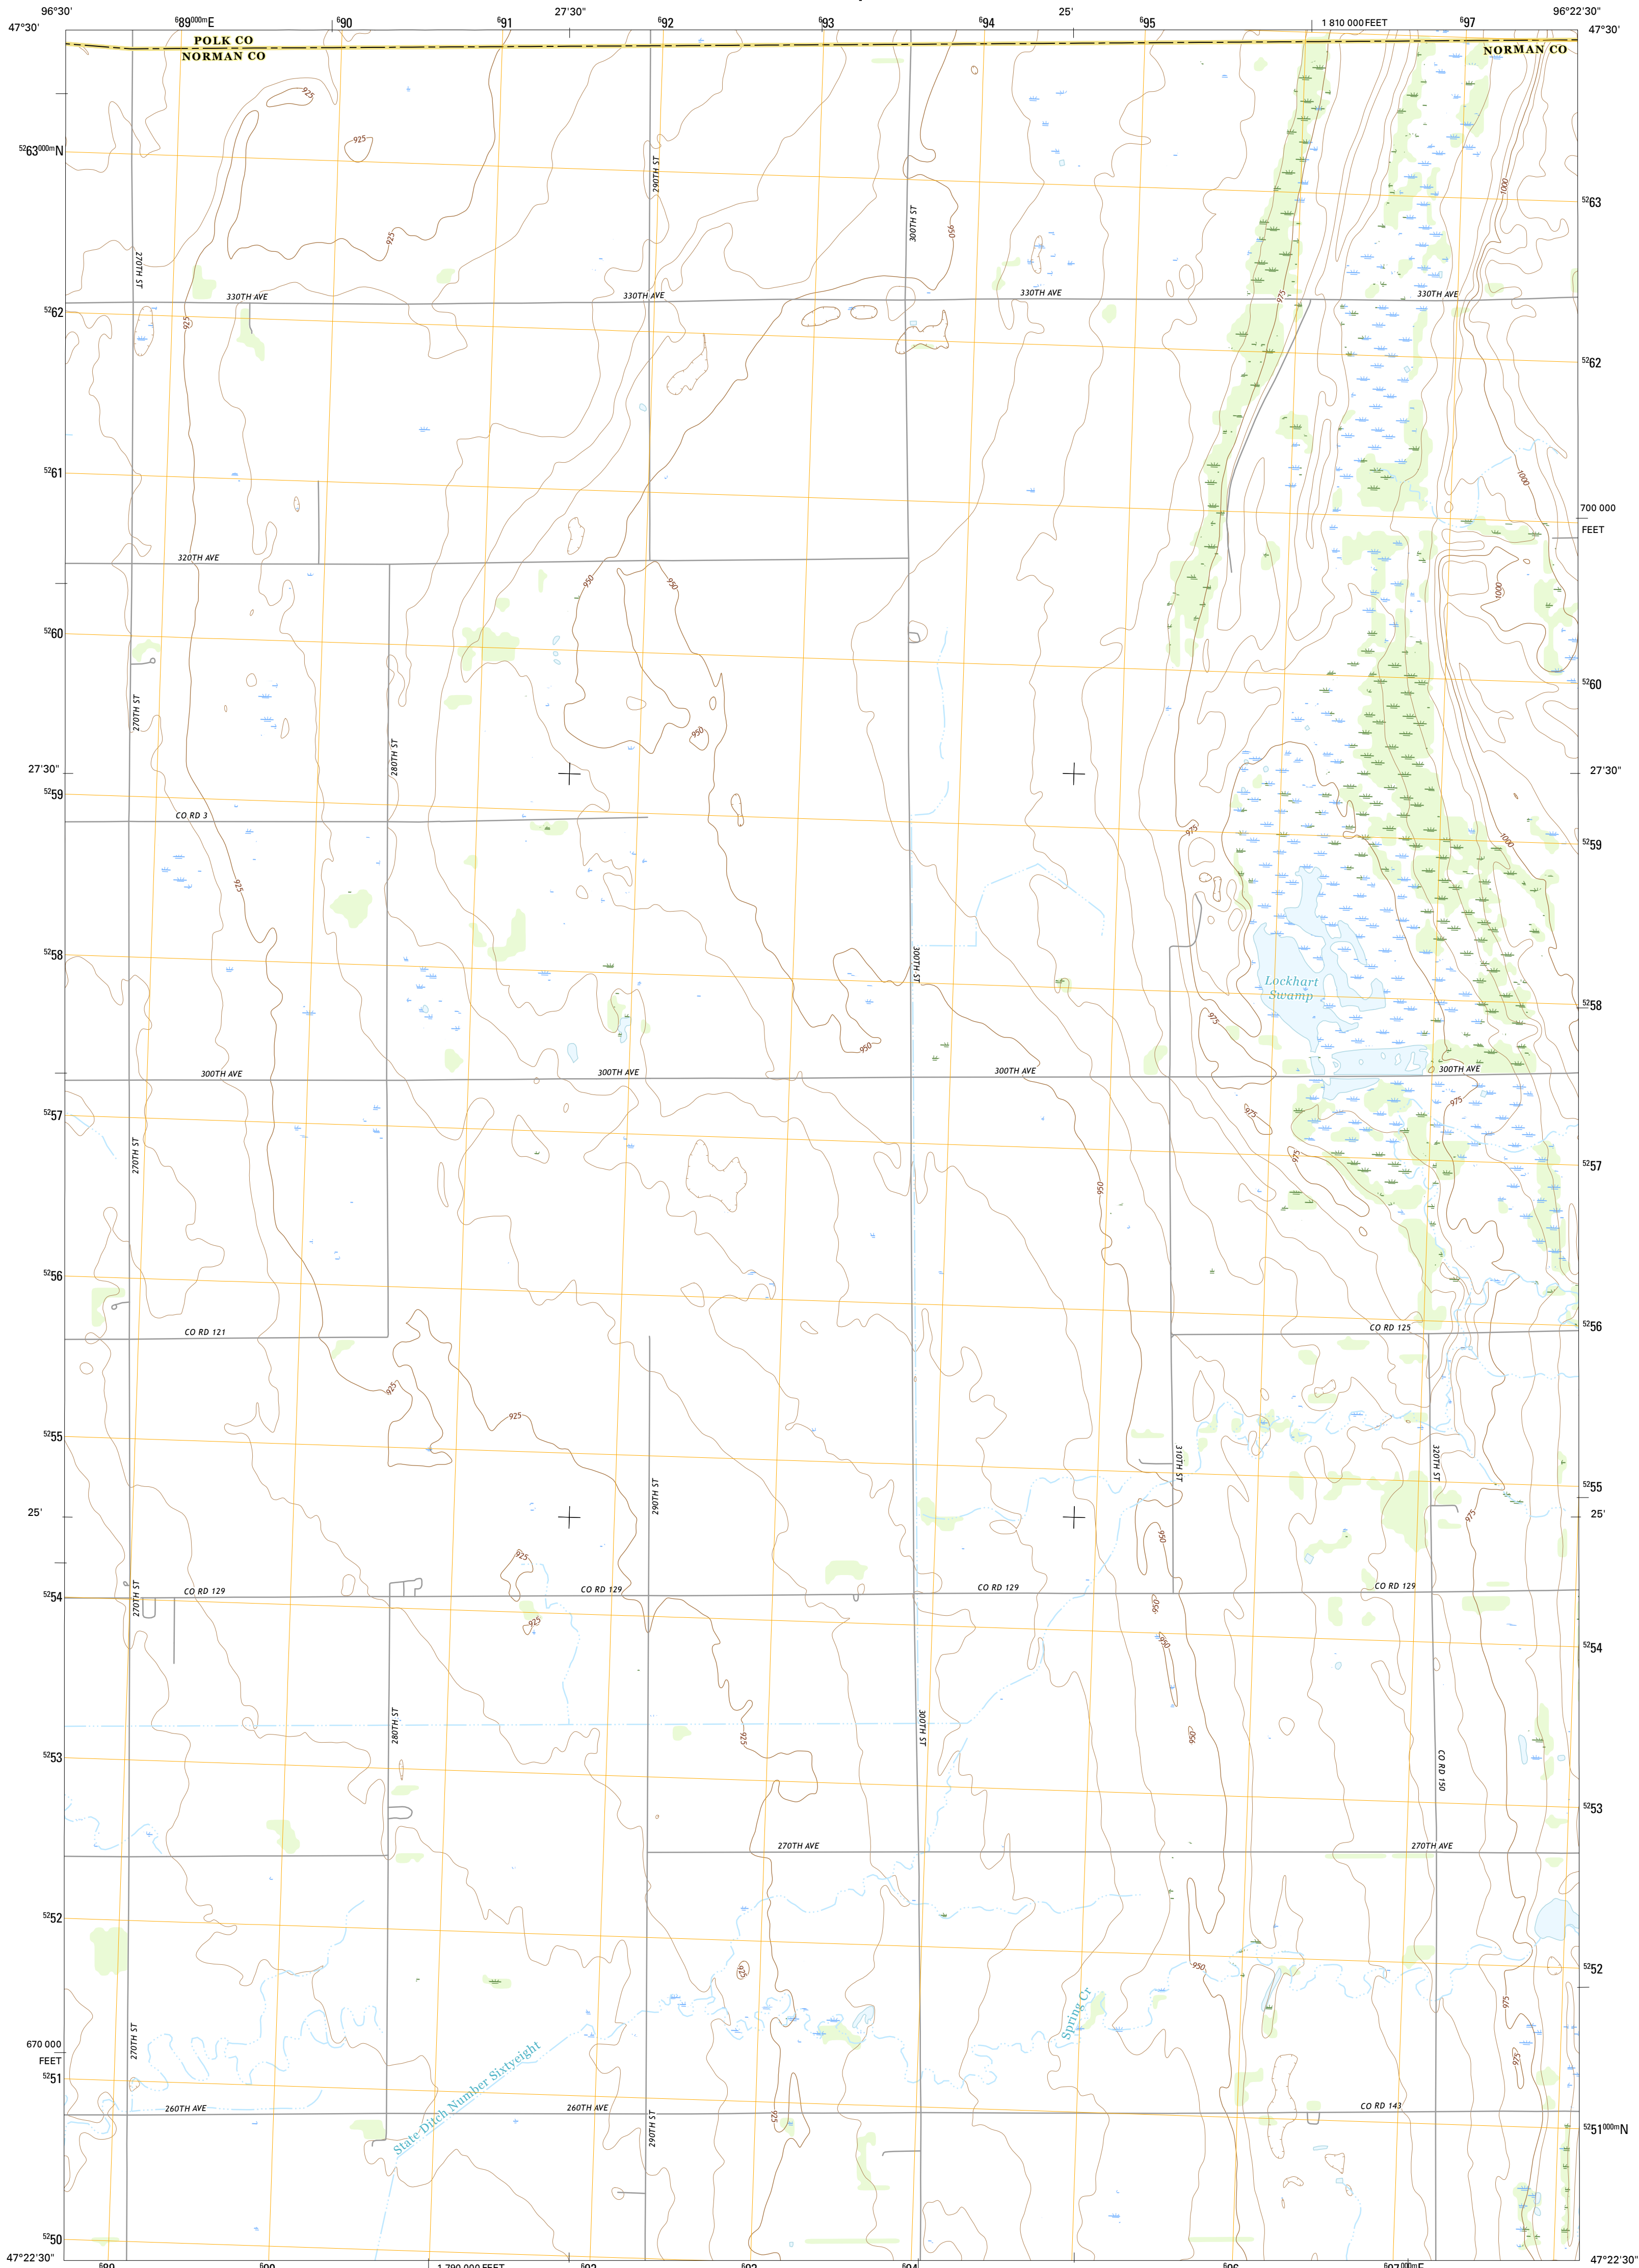 96°30'
⁶89⁰⁰⁰ᵐE
⁶90
⁶91
27'30"
⁶92
⁶93
⁶94
25'
⁶95
1 810 000 FEET
⁶97
96°22'30"
47°30'
47°30'
POLK CO
NORMAN CO
NORMAN CO
925
925
⁵²63⁰⁰⁰ᵐN
290TH ST
1000
⁵²63
300TH ST
950
925
270TH ST
330TH AVE
330TH AVE
330TH AVE
975
330TH AVE
⁵²62
925
⁵²62
⁵²61
1000
700 000
FEET
320TH AVE
950
950
1000
⁵²60
⁵²60
270TH ST
950
280TH ST
27'30"
27'30"
⁵²59
CO RD 3
975
1000
⁵²59
925
⁵²58
300TH ST
Lockhart
Swamp
⁵²58
975
950
300TH AVE
300TH AVE
300TH AVE
300TH AVE
⁵²57
975
975
270TH ST
975
⁵²57
950
⁵²56
CO RD 121
CO RD 125
⁵²56
925
925
⁵²55
310TH ST
320TH ST
⁵²55
290TH ST
25'
975
25'
950
925
⁵²54
270TH ST
CO RD 129
CO RD 129
CO RD 129
CO RD 129
950
925
950
⁵²54
280TH ST
300TH ST
925
950
⁵²53
CO RD 150
⁵²53
270TH AVE
270TH AVE
⁵²52
950
⁵²52
925
975
Spring Cr
270TH ST
670 000
FEET
State Ditch Number Sixtyeight
975
⁵²51
260TH AVE
260TH AVE
CO RD 143
925
290TH ST
⁵²51⁰⁰⁰ᵐN
⁵²50
47°22'30"
47°22'30"
1 790 000 FEET